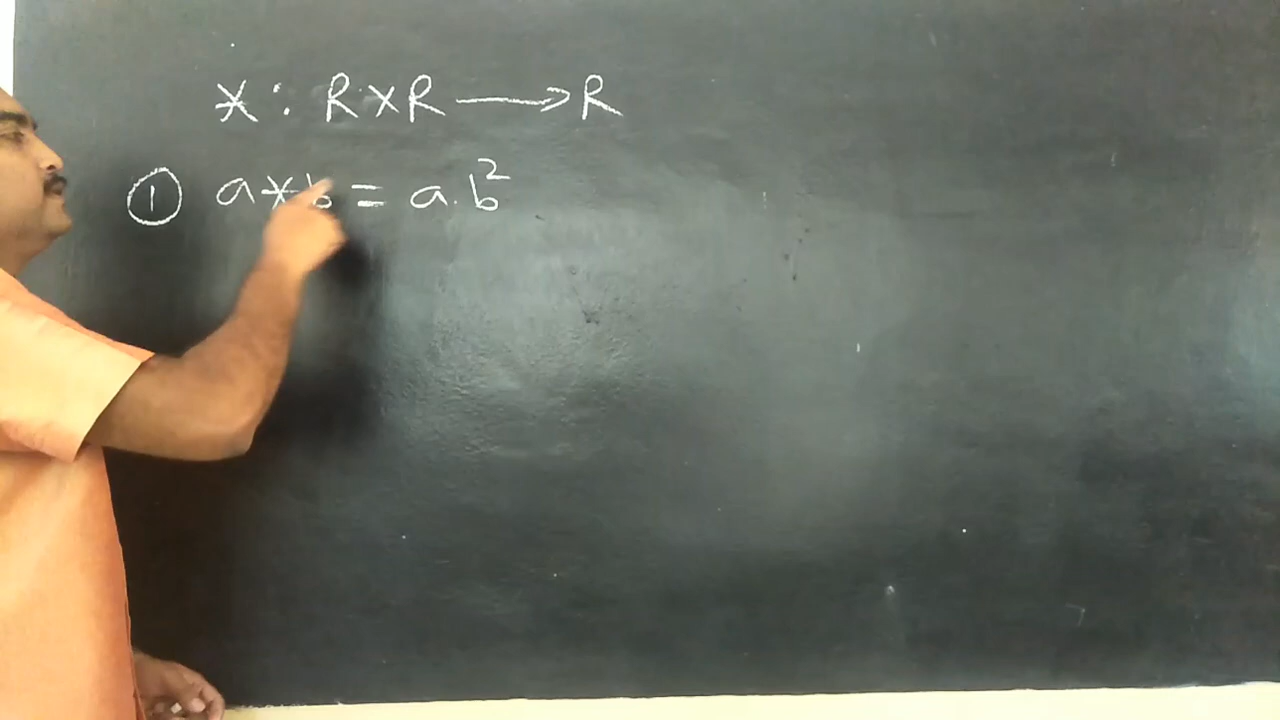 * : R×R ⟶ R
① a * b = a.b²